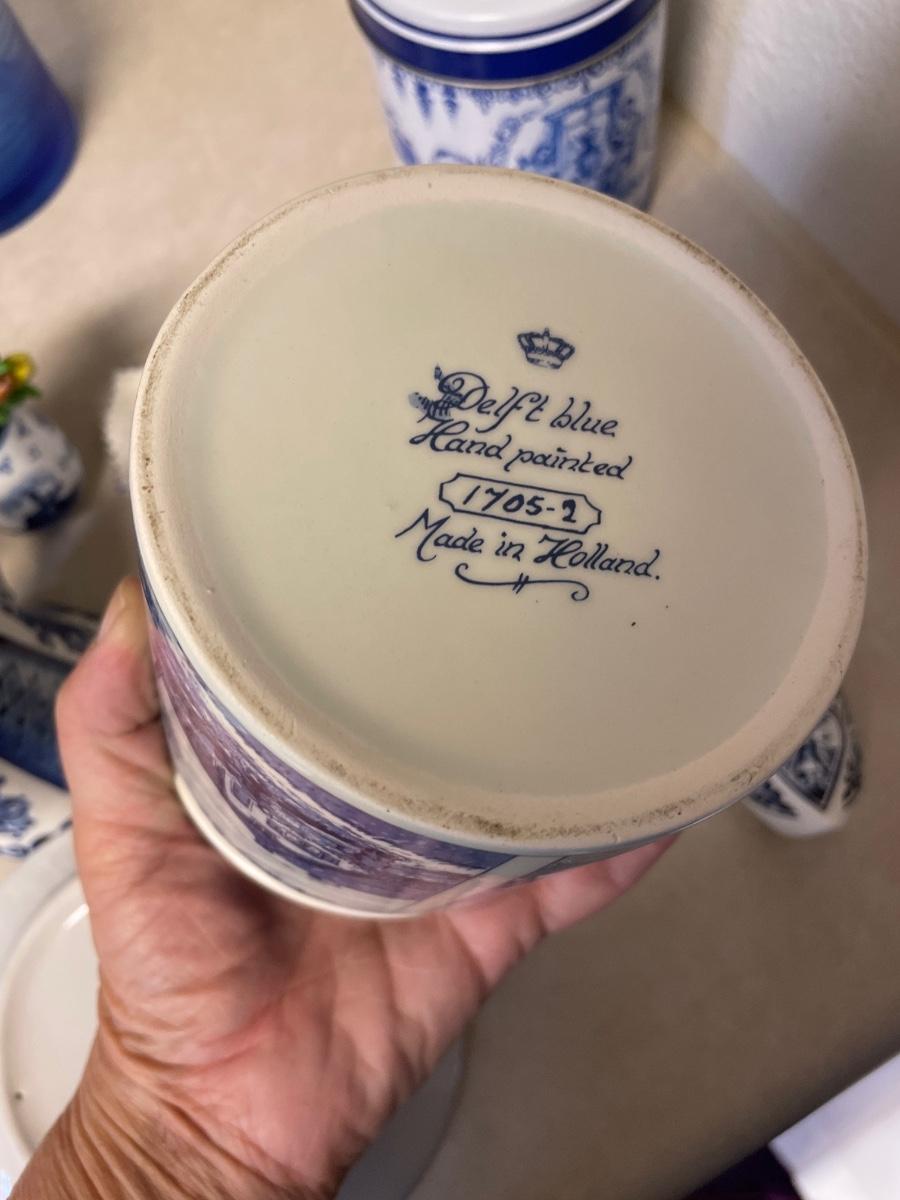 Delft blue
Hand painted
1705-2
Made in Holland.